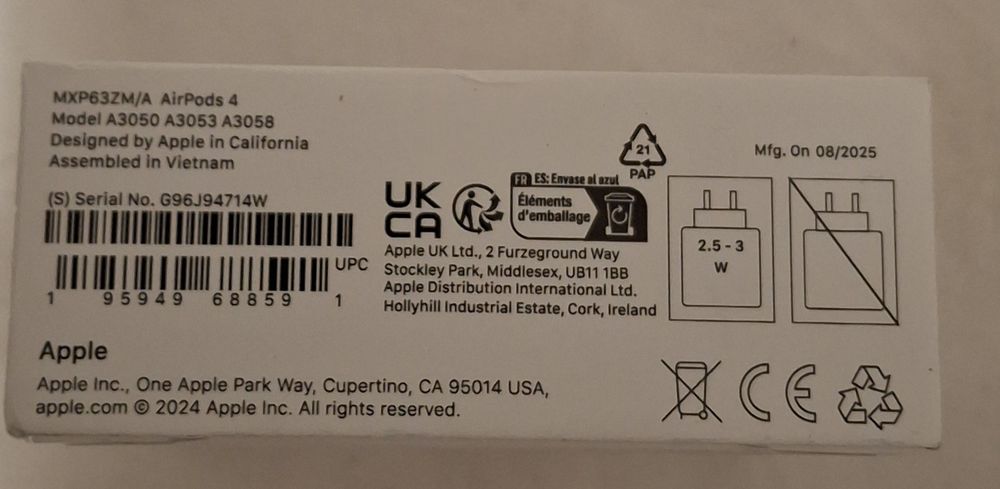 MXP63ZM/A AirPods 4
Model A3050 A3053 A3058
Designed by Apple in California
Assembled in Vietnam
(S) Serial No. G96J94714W
UPC
1 95949 68859 1
UK
CA
FR ES: Envase al azul
Éléments
d'emballage
21
PAP
Apple UK Ltd., 2 Furzeground Way
Stockley Park, Middlesex, UB11 1BB
Apple Distribution International Ltd.
Hollyhill Industrial Estate, Cork, Ireland
Mfg. On 08/2025
2.5 - 3
W
Apple
Apple Inc., One Apple Park Way, Cupertino, CA 95014 USA,
apple.com © 2024 Apple Inc. All rights reserved.
CE